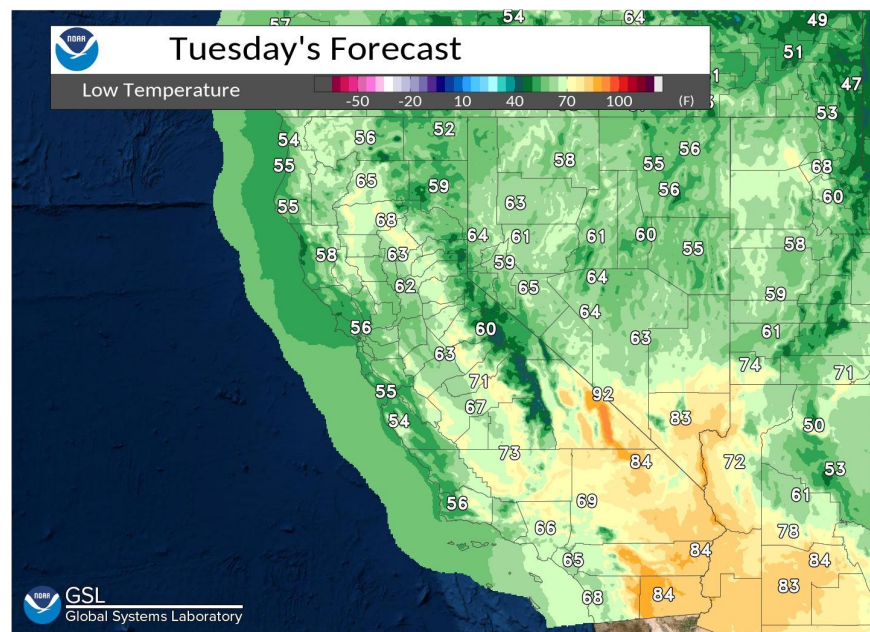 57 54 64 49
NOAA
Tuesday's Forecast
51
Low Temperature
-50 -20 10 40 70 100 (F)
47
53
54 56 52
58 55 56
55 65 59
56 68
55 68 63 60
58 63 64 61 61 60 55 58
59
62 65 64
64 59
56 60 63 61
63 74 71
71
55 67 92
54 83 50
73 84 72 53
56 69 61
66 78
65 84 84
68 84 83
NOAA
GSL
Global Systems Laboratory